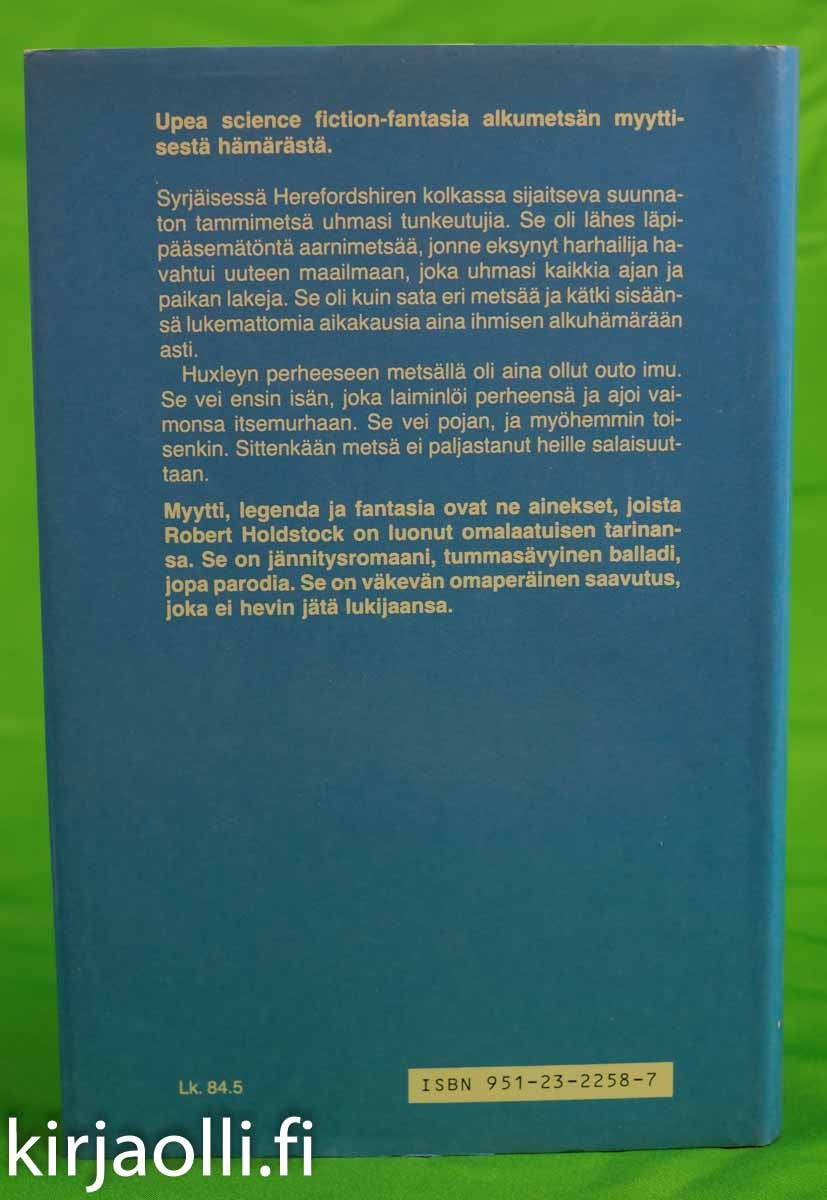 Upea science fiction-fantasia alkumetsän myytti-
sestä hämärästä.
Syrjäisessä Herefordshiren kolkassa sijaitseva suunna-
ton tammimetsä uhmasi tunkeutujia. Se oli lähes läpi-
pääsemätöntä aarnimetsää, jonne eksynyt harhailija ha-
vahtui uuteen maailmaan, joka uhmasi kaikkia ajan ja
paikan lakeja. Se oli kuin sata eri metsää ja kätki sisään-
sä lukemattomia aikakausia aina ihmisen alkuhämärään
asti.
Huxleyn perheeseen metsällä oli aina ollut outo imu.
Se vei ensin isän, joka laiminlöi perheensä ja ajoi vai-
monsa itsemurhaan. Se vei pojan, ja myöhemmin toi-
senkin. Sittenkään metsä ei paljastanut heille salaisuut-
taan.
Myytti, legenda ja fantasia ovat ne ainekset, joista
Robert Holdstock on luonut omalaatuisen tarinan-
sa. Se on jännitysromaani, tummasävyinen balladi,
jopa parodia. Se on väkevän omaperäinen saavutus,
joka ei hevin jätä lukijaansa.
Lk. 84.5
ISBN 951-23-2258-7
kirjaolli.fi